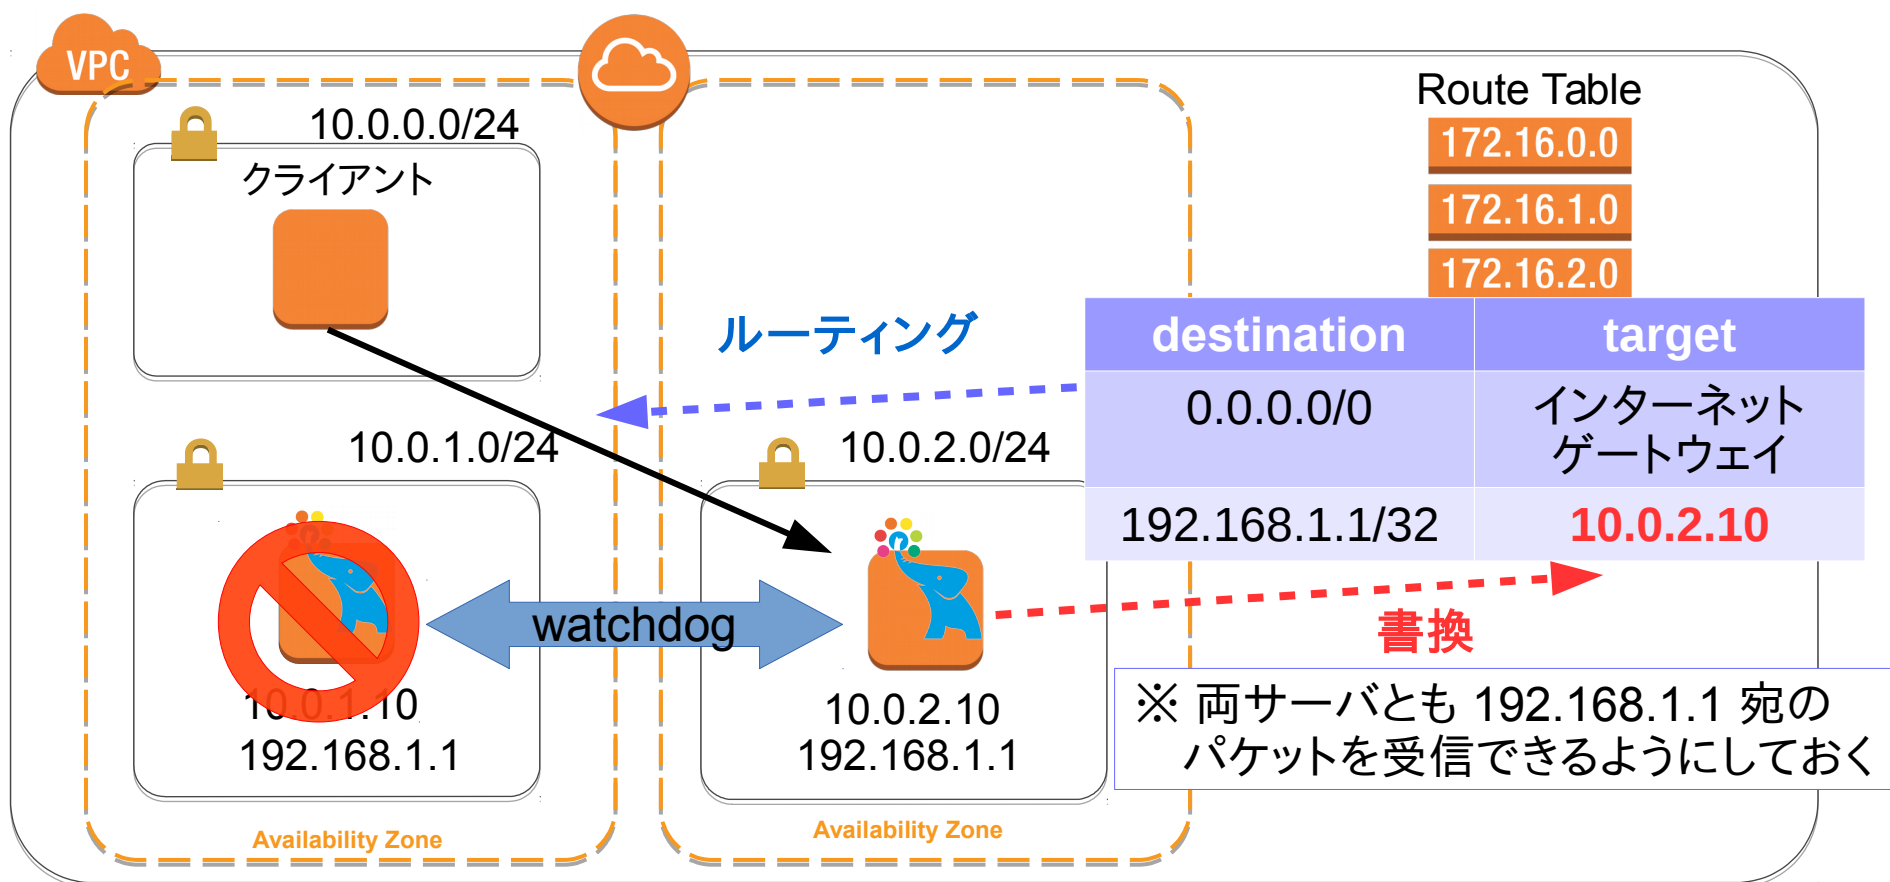 VPC
10.0.0.0/24
クライアント
10.0.1.0/24
10.0.1.10
192.168.1.1
Availability Zone
watchdog
ルーティング
10.0.2.0/24
10.0.2.10
192.168.1.1
Availability Zone
Route Table
172.16.0.0
172.16.1.0
172.16.2.0
destination target
0.0.0.0/0 インターネット
ゲートウェイ
192.168.1.1/32 10.0.2.10
書換
※ 両サーバとも 192.168.1.1 宛の
パケットを受信できるようにしておく